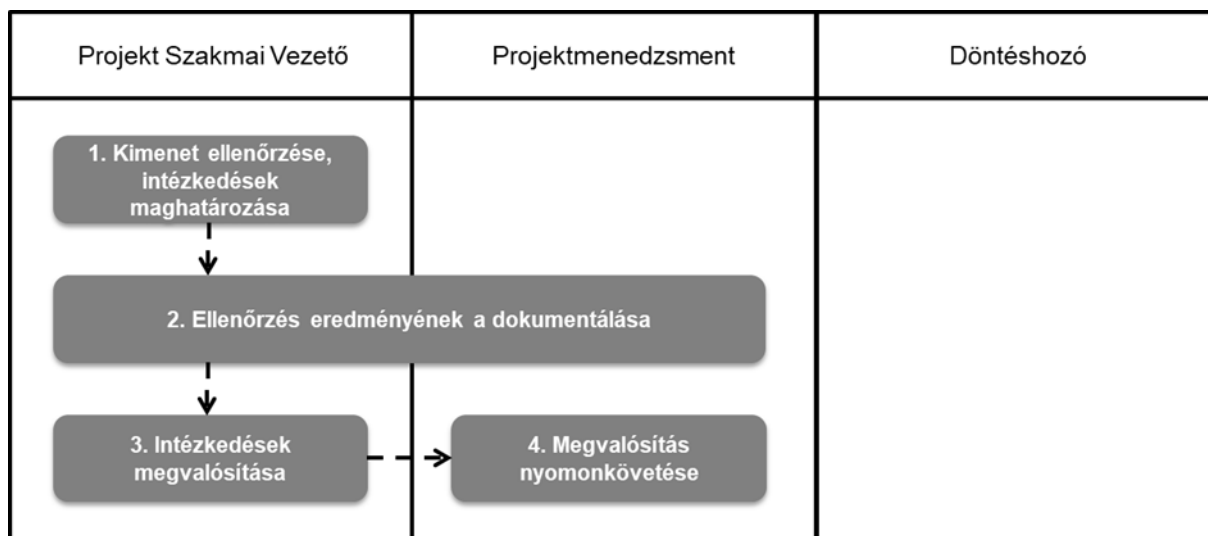 Projekt Szakmai Vezető
Projektmenedzsment
Döntéshozó
1. Kimenet ellenőrzése,
intézkedések
maghatározása
2. Ellenőrzés eredményének a dokumentálása
3. Intézkedések
megvalósítása
4. Megvalósítás
nyomonkövetése